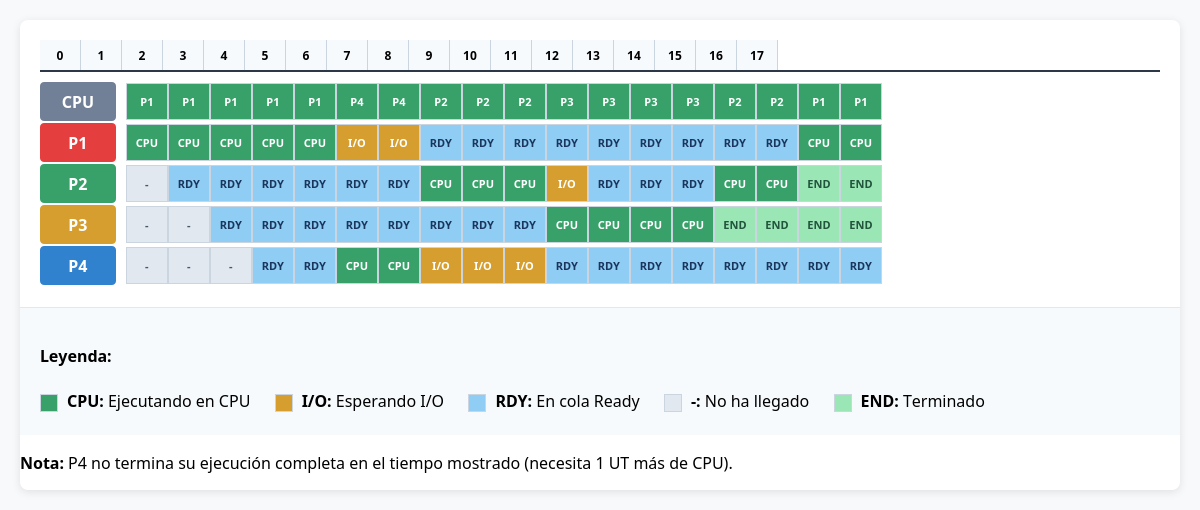 0 1 2 3 4 5 6 7 8 9 10 11 12 13 14 15 16 17
CPU P1 P1 P1 P1 P1 P4 P4 P2 P2 P2 P3 P3 P3 P3 P2 P2 P1 P1
P1 CPU CPU CPU CPU CPU I/O I/O RDY RDY RDY RDY RDY RDY RDY RDY RDY CPU CPU
P2 - RDY RDY RDY RDY RDY RDY CPU CPU CPU I/O RDY RDY RDY CPU CPU END END
P3 - - RDY RDY RDY RDY RDY RDY RDY RDY CPU CPU CPU CPU END END END END
P4 - - - RDY RDY CPU CPU I/O I/O I/O RDY RDY RDY RDY RDY RDY RDY RDY
Leyenda:
CPU: Ejecutando en CPU I/O: Esperando I/O RDY: En cola Ready -: No ha llegado END: Terminado
Nota: P4 no termina su ejecución completa en el tiempo mostrado (necesita 1 UT más de CPU).